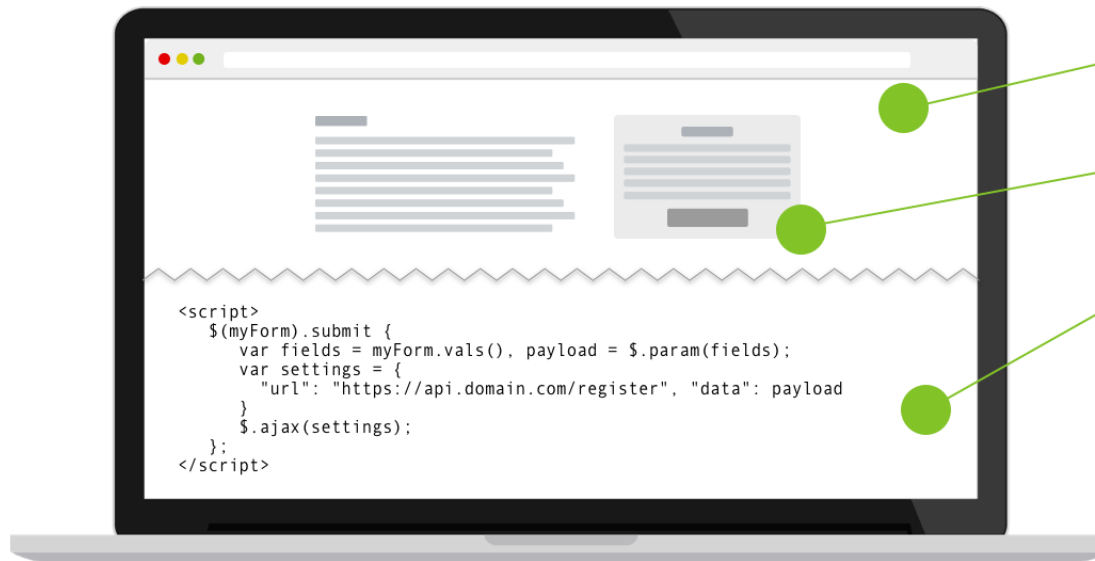 <script>
$(myForm).submit {
var fields = myForm.vals(), payload = $.param(fields);
var settings = {
"url": "https://api.domain.com/register", "data": payload
}
$.ajax(settings);
};
</script>